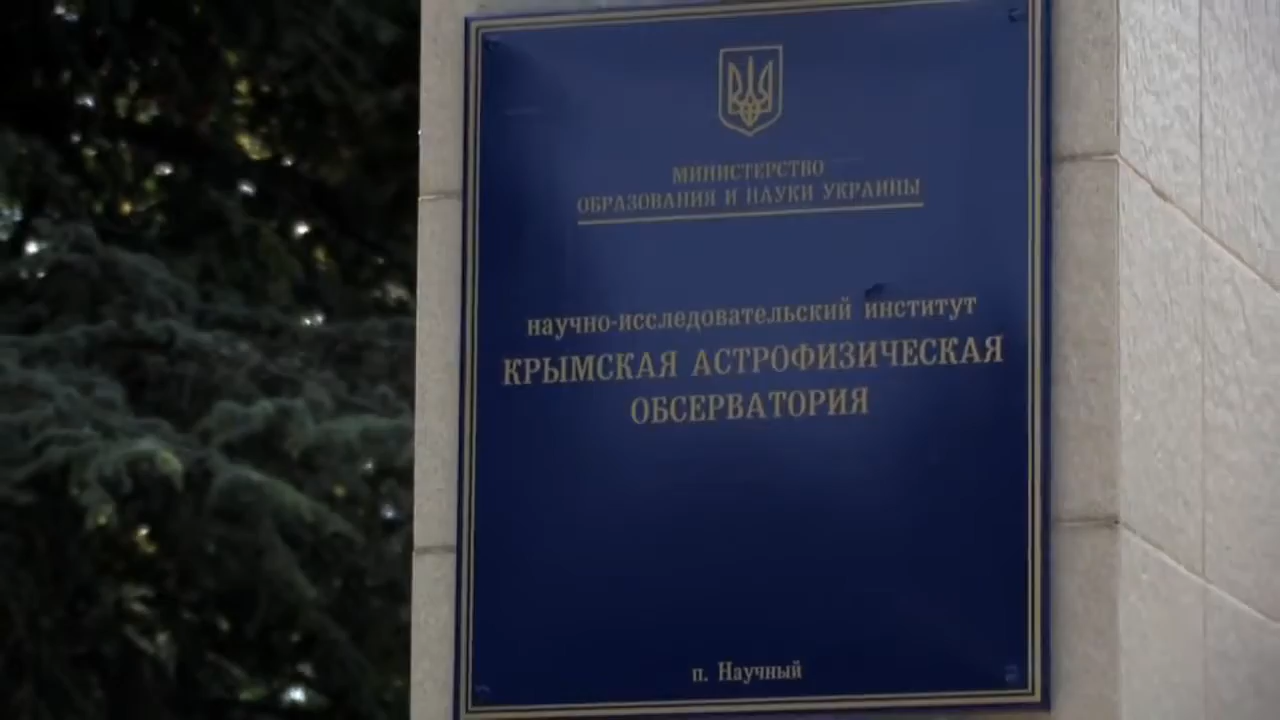 МИНИСТЕРСТВО
ОБРАЗОВАНИЯ И НАУКИ УКРАИНЫ
научно-исследовательский институт
КРЫМСКАЯ АСТРОФИЗИЧЕСКАЯ
ОБСЕРВАТОРИЯ
п. Научный